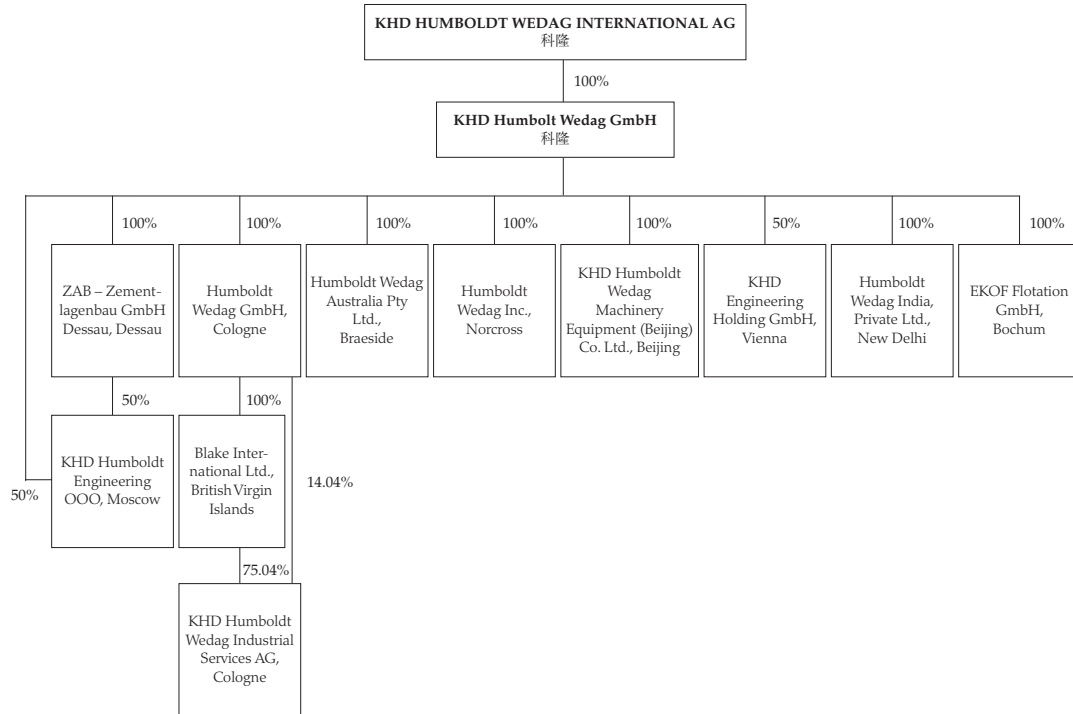 KHD HUMBOLDT WEDAG INTERNATIONAL AG
科隆
100%
KHD Humbolt Wedag GmbH
科隆
100%
100%
100%
100%
100%
50%
100%
100%
ZAB – Zement-
lagenbau GmbH
Dessau, Dessau
Humboldt
Wedag GmbH,
Cologne
Humboldt Wedag
Australia Pty
Ltd.,
Braeside
Humboldt
Wedag Inc.,
Norcross
KHD Humboldt
Wedag
Machinery
Equipment (Beijing)
Co. Ltd., Beijing
KHD
Engineering
Holding GmbH,
Vienna
Humboldt
Wedag India,
Private Ltd.,
New Delhi
EKOF Flotation
GmbH,
Bochum
50%
100%
KHD Humboldt
Engineering
OOO, Moscow
Blake Inter-
national Ltd.,
British Virgin
Islands
50%
14.04%
75.04%
KHD Humboldt
Wedag Industrial
Services AG,
Cologne